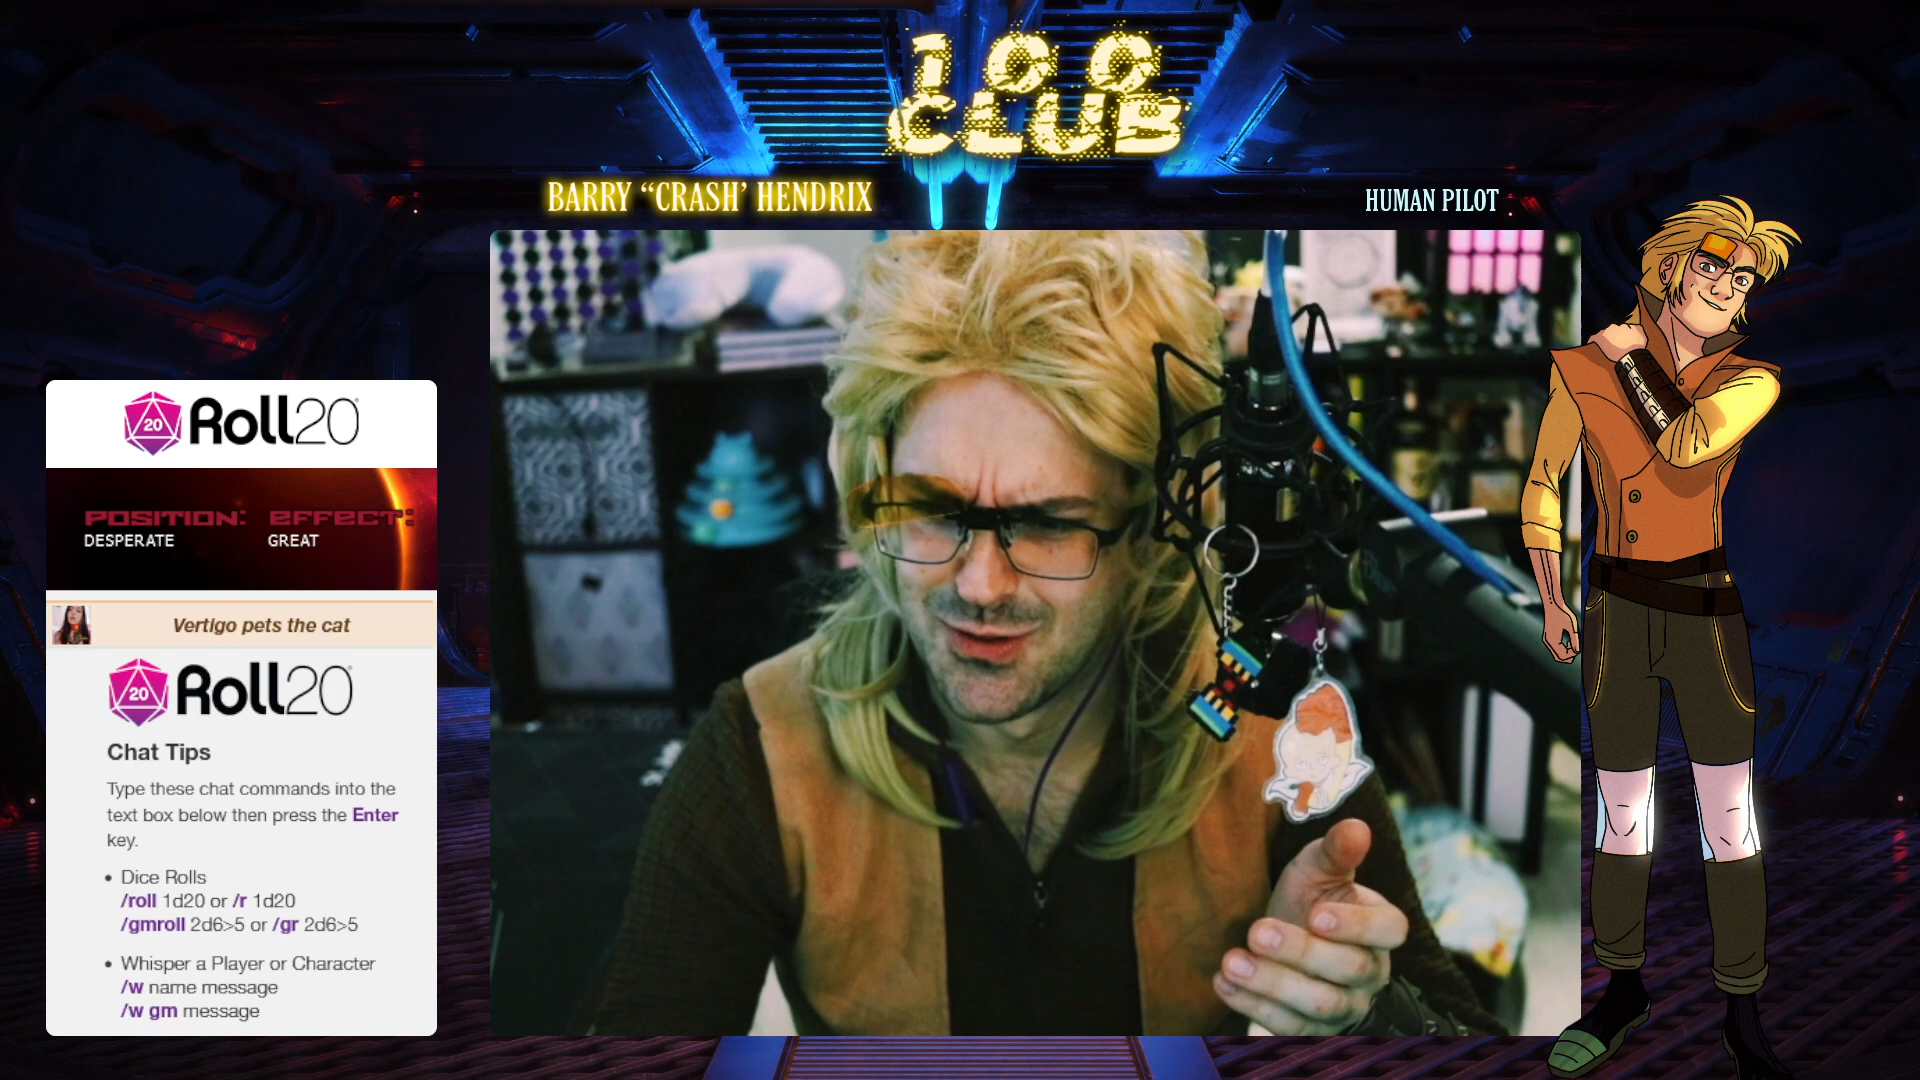 100
CLUB
BARRY “CRASH’ HENDRIX
HUMAN PILOT
20 Roll20
POSITION: EFFECT:
DESPERATE GREAT
Vertigo pets the cat
20 Roll20
Chat Tips
Type these chat commands into the
text box below then press the Enter
key.
• Dice Rolls
/roll 1d20 or /r 1d20
/gmroll 2d6>5 or /gr 2d6>5
• Whisper a Player or Character
/w name message
/w gm message